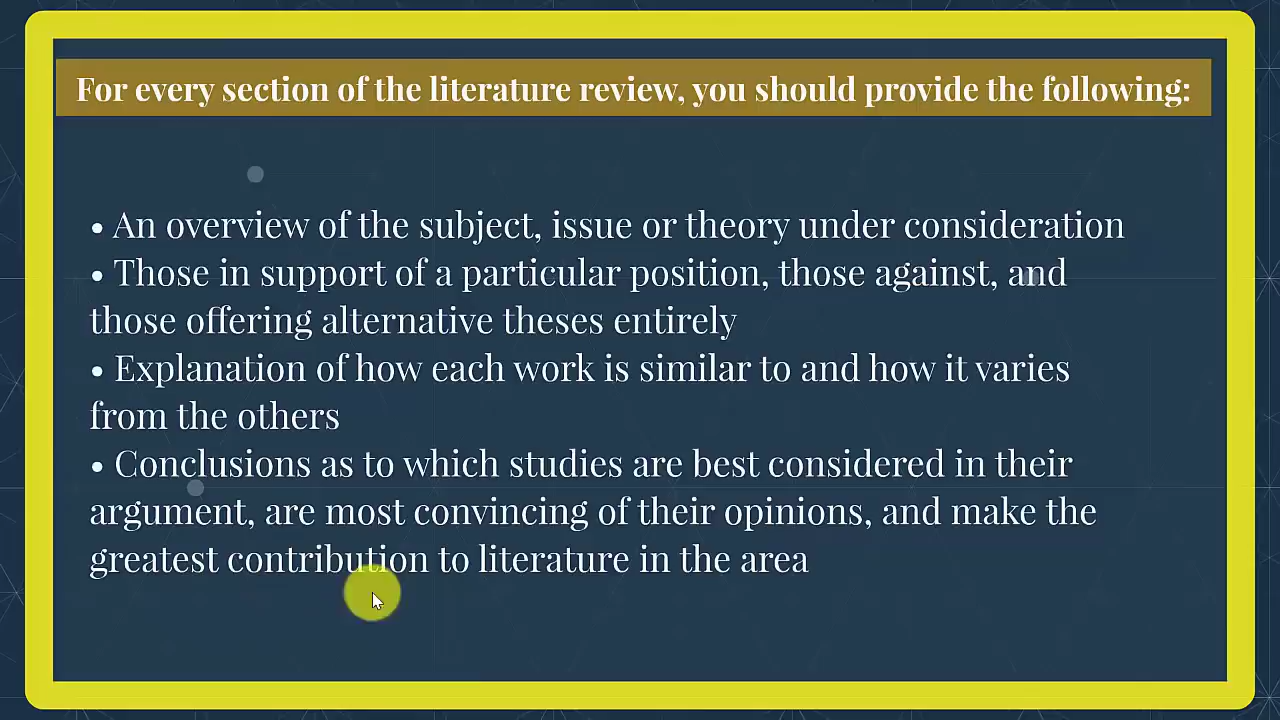 For every section of the literature review, you should provide the following:
• An overview of the subject, issue or theory under consideration
• Those in support of a particular position, those against, and
those offering alternative theses entirely
• Explanation of how each work is similar to and how it varies
from the others
• Conclusions as to which studies are best considered in their
argument, are most convincing of their opinions, and make the
greatest contribution to literature in the area